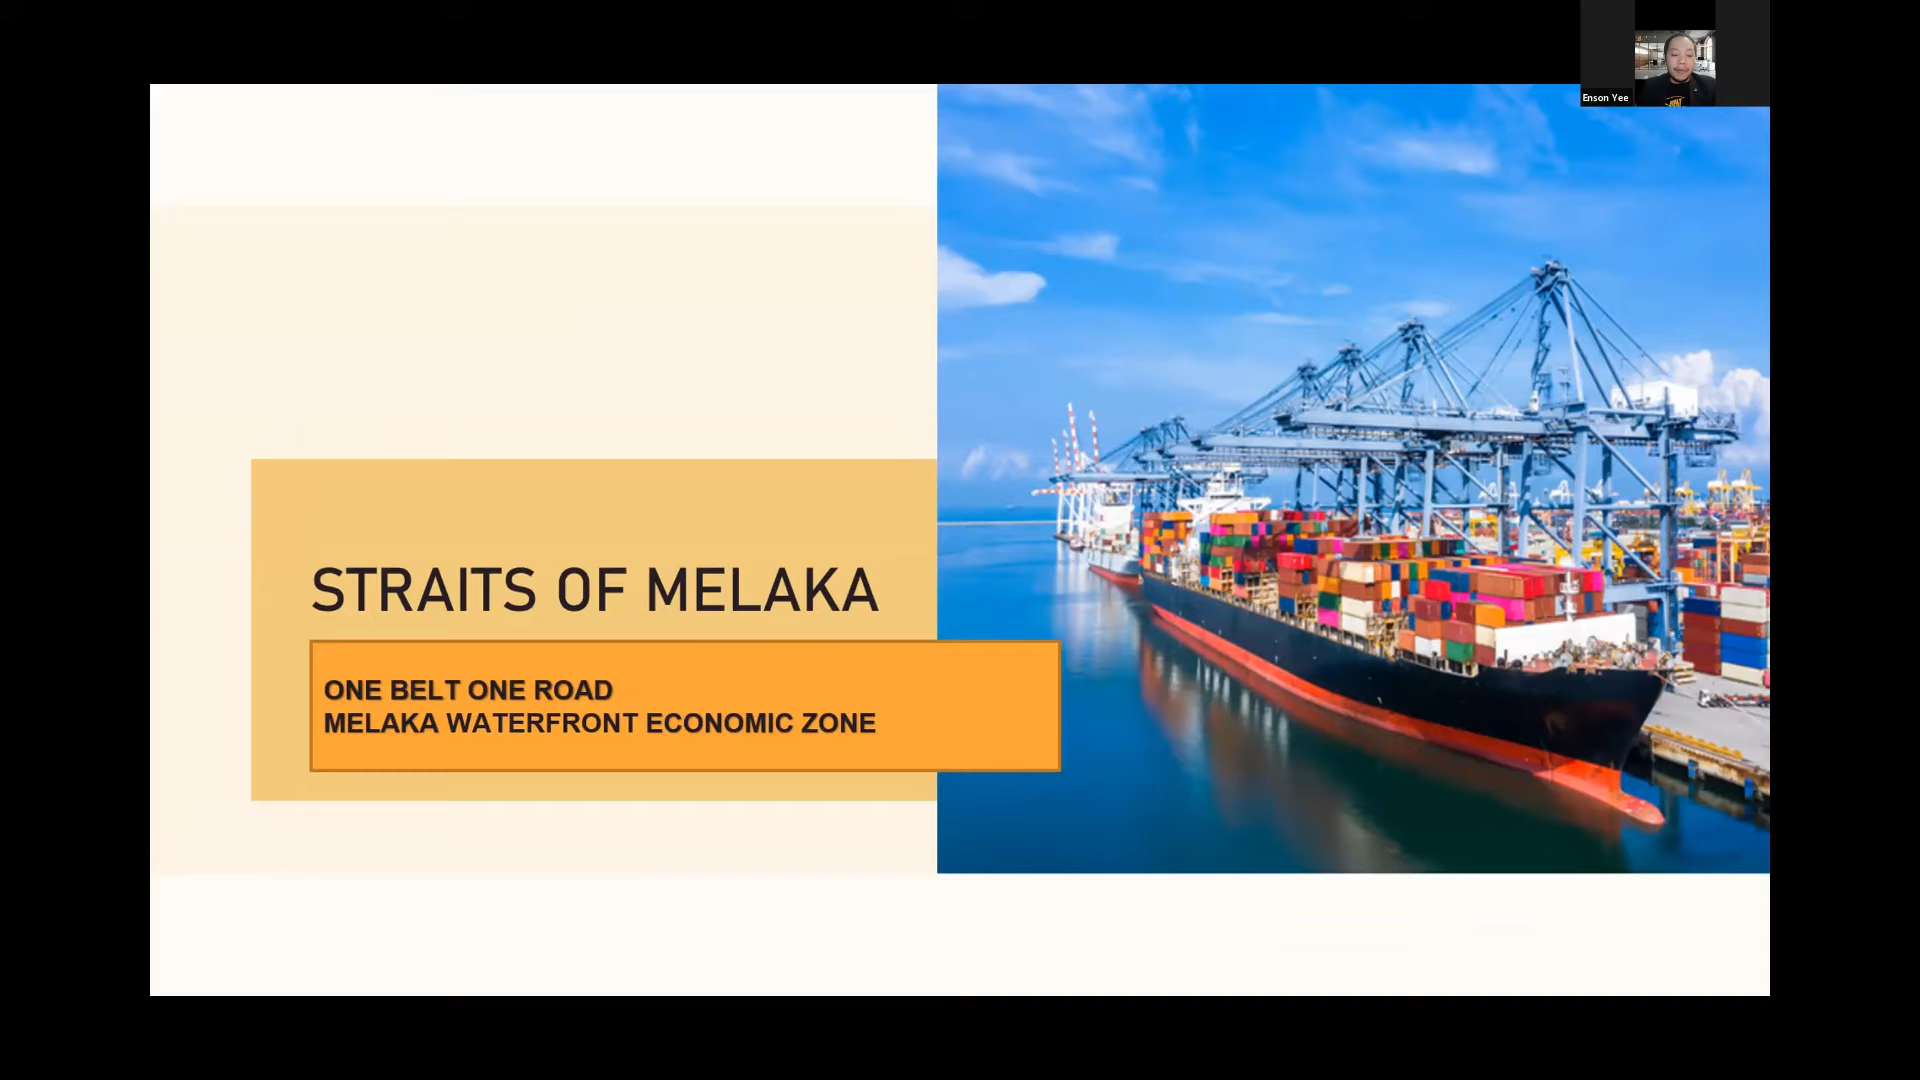 Enson Yee
STRAITS OF MELAKA
ONE BELT ONE ROAD
MELAKA WATERFRONT ECONOMIC ZONE